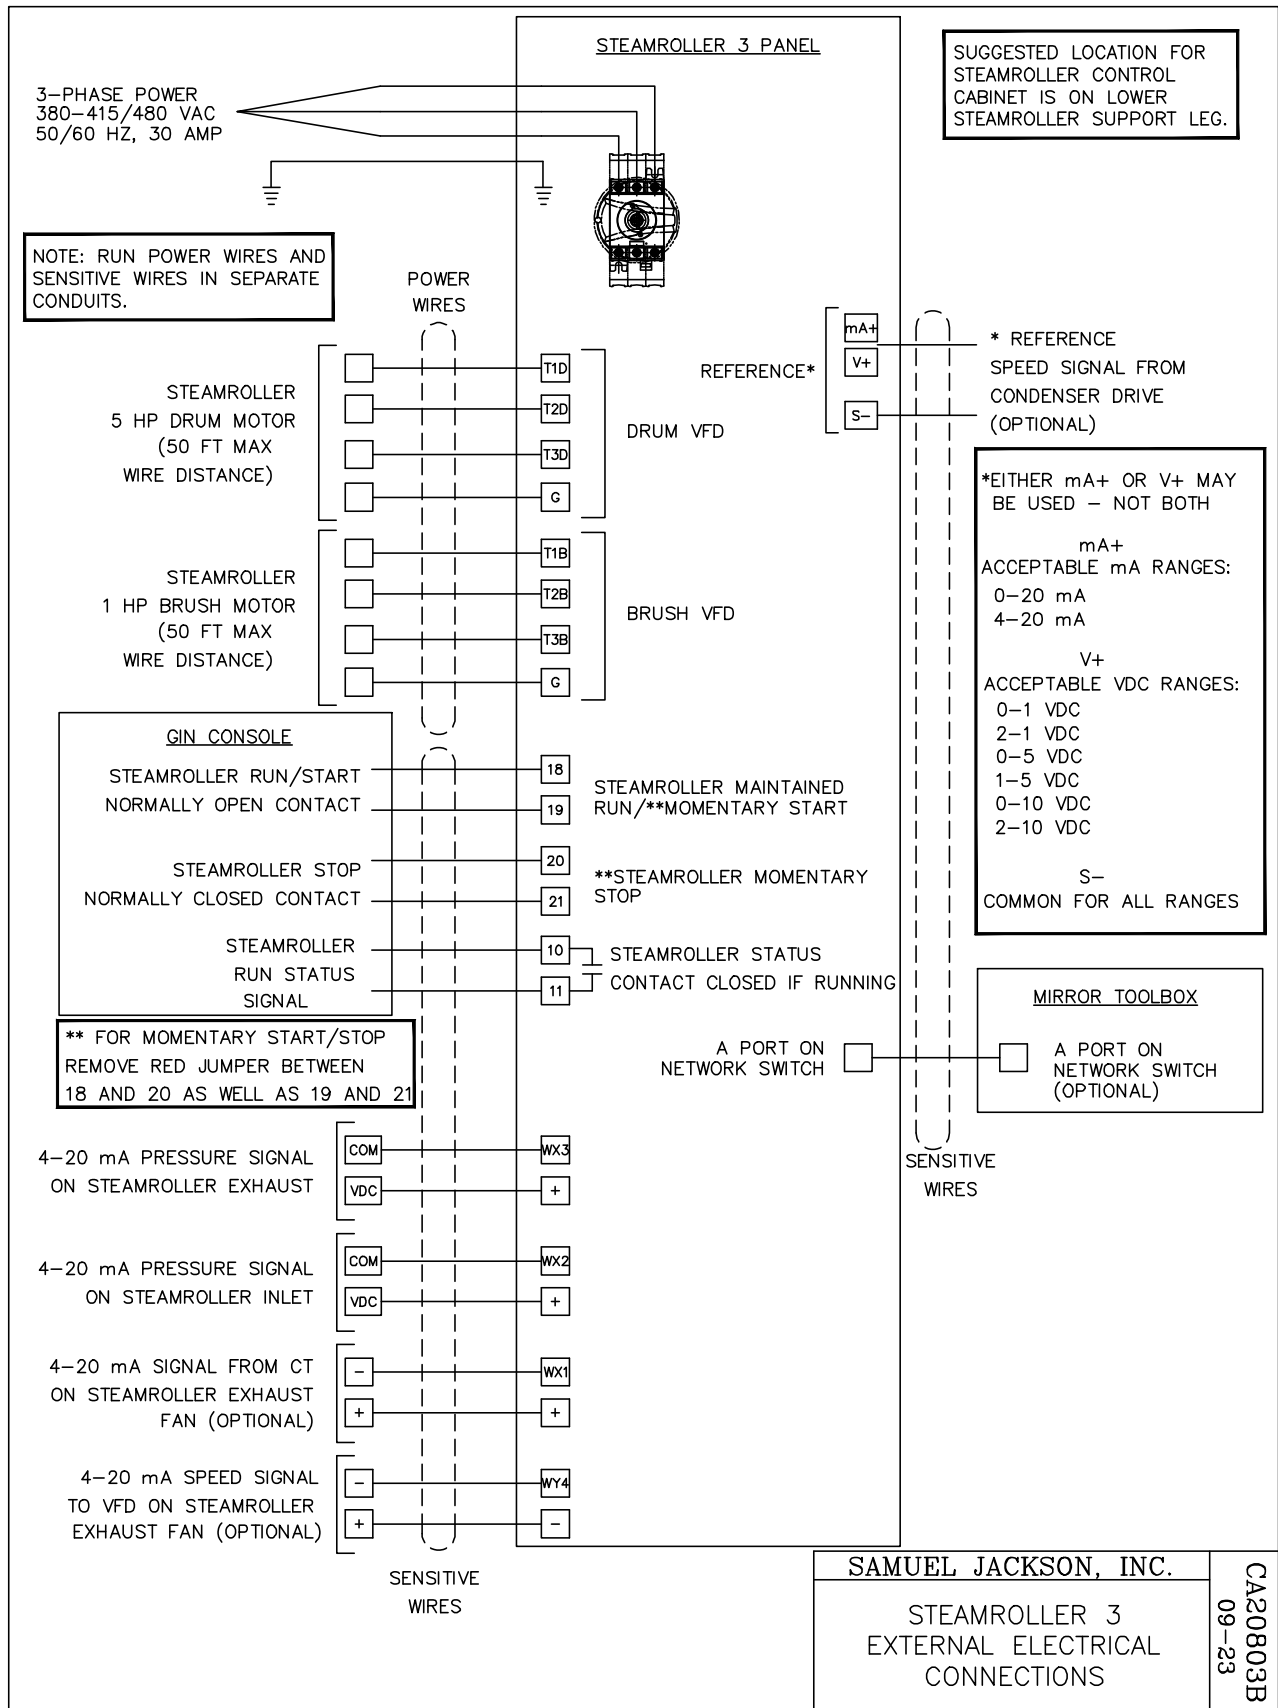 STEAMROLLER 3 PANEL
SUGGESTED LOCATION FOR
STEAMROLLER CONTROL
CABINET IS ON LOWER
STEAMROLLER SUPPORT LEG.
3-PHASE POWER
380-415/480 VAC
50/60 HZ, 30 AMP
NOTE: RUN POWER WIRES AND
SENSITIVE WIRES IN SEPARATE
CONDUITS.
POWER
WIRES
STEAMROLLER
5 HP DRUM MOTOR
(50 FT MAX
WIRE DISTANCE)
T1D
T2D
T3D
G
DRUM VFD
REFERENCE*
mA+
V+
S-
* REFERENCE
SPEED SIGNAL FROM
CONDENSER DRIVE
(OPTIONAL)
STEAMROLLER
1 HP BRUSH MOTOR
(50 FT MAX
WIRE DISTANCE)
T1B
T2B
T3B
G
BRUSH VFD
*EITHER mA+ OR V+ MAY
BE USED - NOT BOTH
mA+
ACCEPTABLE mA RANGES:
0-20 mA
4-20 mA
V+
ACCEPTABLE VDC RANGES:
0-1 VDC
2-1 VDC
0-5 VDC
1-5 VDC
0-10 VDC
2-10 VDC
S-
COMMON FOR ALL RANGES
GIN CONSOLE
STEAMROLLER RUN/START
NORMALLY OPEN CONTACT
18
19
STEAMROLLER MAINTAINED
RUN/**MOMENTARY START
STEAMROLLER STOP
NORMALLY CLOSED CONTACT
20
21
**STEAMROLLER MOMENTARY
STOP
STEAMROLLER
RUN STATUS
SIGNAL
10
11
STEAMROLLER STATUS
CONTACT CLOSED IF RUNNING
** FOR MOMENTARY START/STOP
REMOVE RED JUMPER BETWEEN
18 AND 20 AS WELL AS 19 AND 21
A PORT ON
NETWORK SWITCH
MIRROR TOOLBOX
A PORT ON
NETWORK SWITCH
(OPTIONAL)
SENSITIVE
WIRES
4-20 mA PRESSURE SIGNAL
ON STEAMROLLER EXHAUST
COM
VDC
WX3
+
4-20 mA PRESSURE SIGNAL
ON STEAMROLLER INLET
COM
VDC
WX2
+
4-20 mA SIGNAL FROM CT
ON STEAMROLLER EXHAUST
FAN (OPTIONAL)
-
+
WX1
+
4-20 mA SPEED SIGNAL
TO VFD ON STEAMROLLER
EXHAUST FAN (OPTIONAL)
-
+
WY4
-
SENSITIVE
WIRES
SAMUEL JACKSON, INC.
STEAMROLLER 3
EXTERNAL ELECTRICAL
CONNECTIONS
CA20803B
09-23